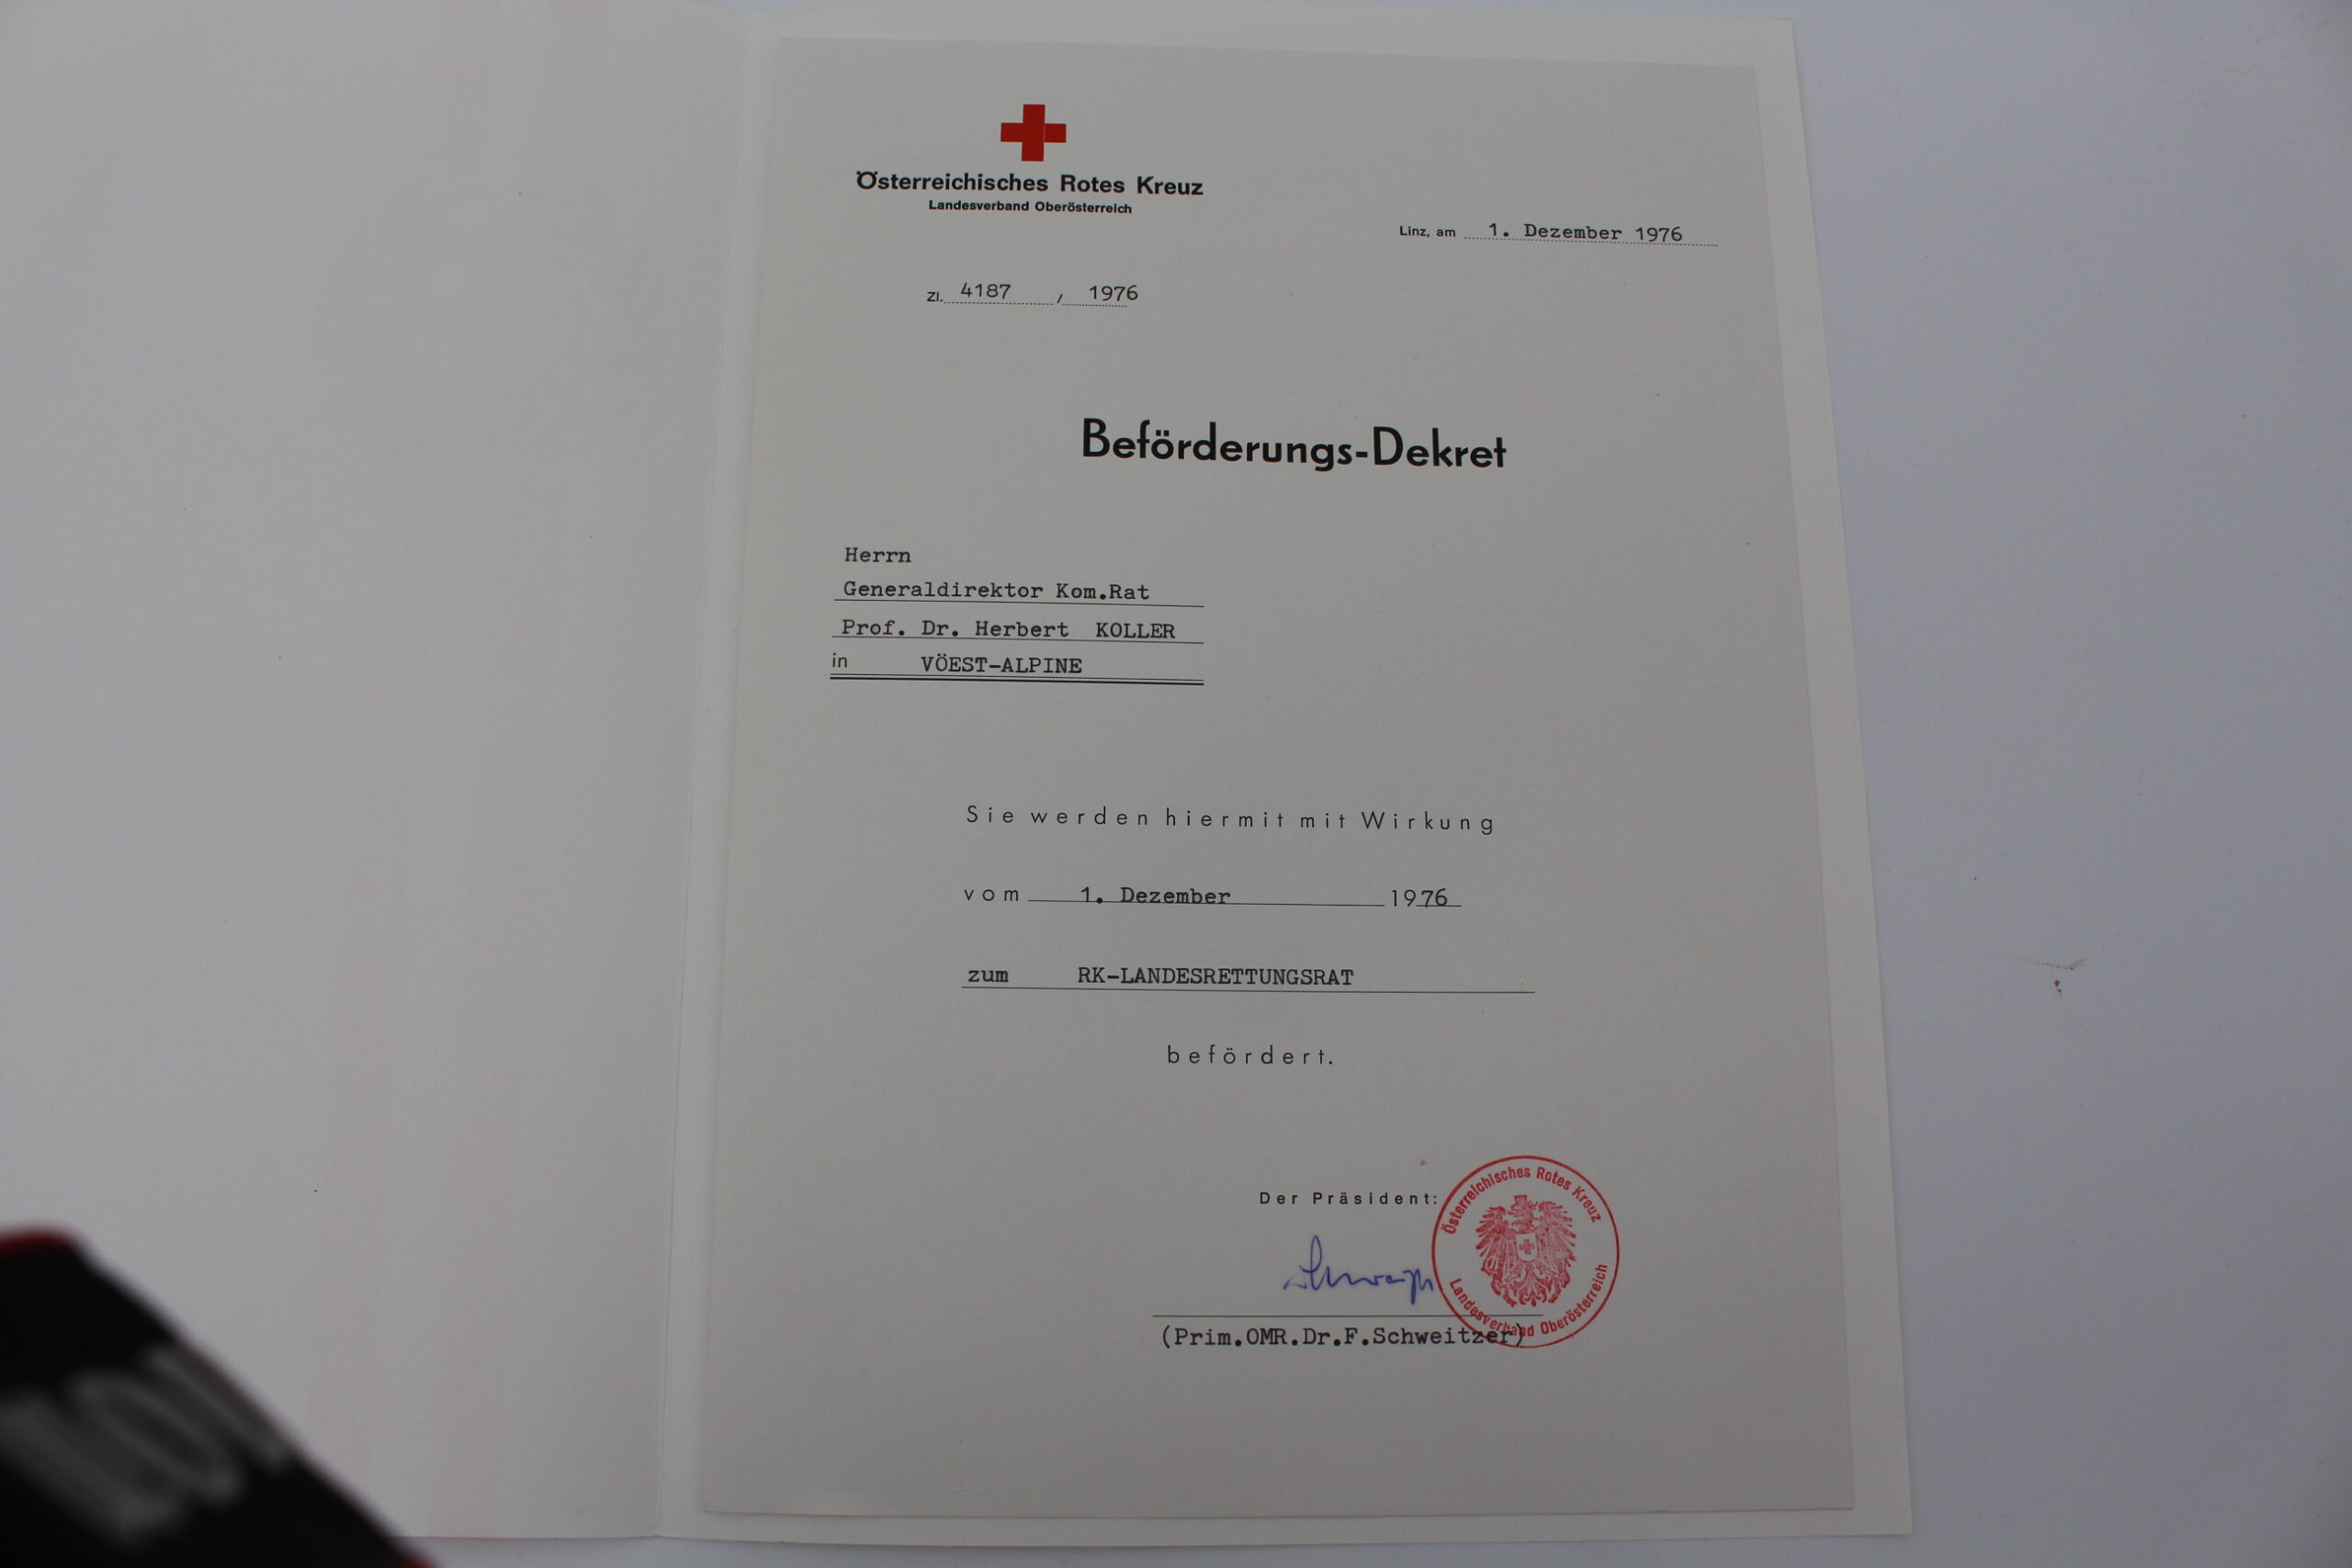 Österreichisches Rotes Kreuz
Landesverband Oberösterreich
Linz, am 1. Dezember 1976
Zl. 4187 / 1976
Beförderungs-Dekret
Herrn
Generaldirektor Kom.Rat
Prof. Dr. Herbert KOLLER
in VÖEST-ALPINE
Sie werden hiermit mit Wirkung
vom 1. Dezember 1976
zum RK-LANDESRETTUNGSRAT
befördert.
Der Präsident:
Österreichisches Rotes Kreuz
Landesverband Oberösterreich
(Prim.OMR.Dr.F.Schweitzer)